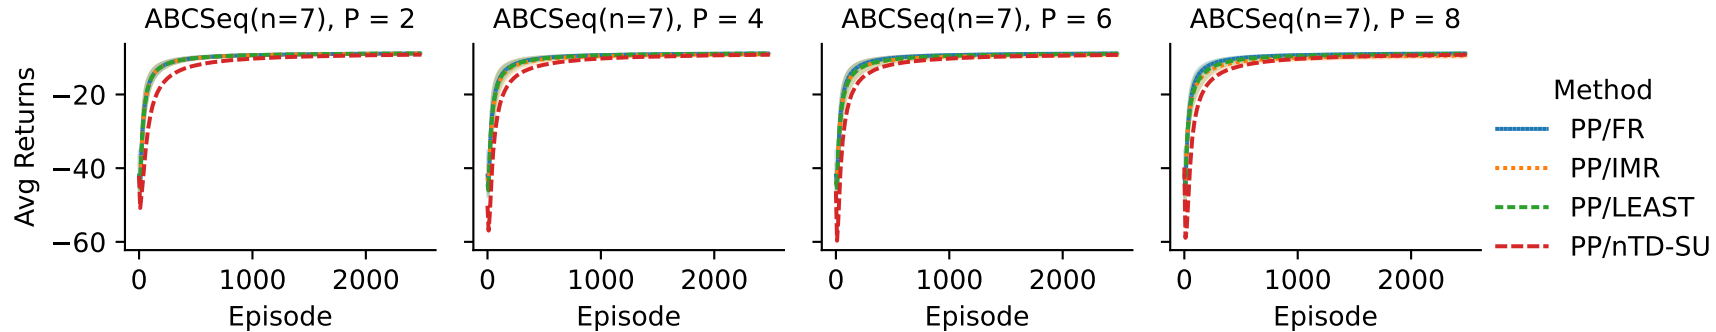 ABCSeq(n=7), P = 2
ABCSeq(n=7), P = 4
ABCSeq(n=7), P = 6
ABCSeq(n=7), P = 8
Avg Returns
−20
−40
−60
0 1000 2000
0 1000 2000
0 1000 2000
0 1000 2000
Episode
Episode
Episode
Episode
Method
PP/FR
PP/IMR
PP/LEAST
PP/nTD-SU